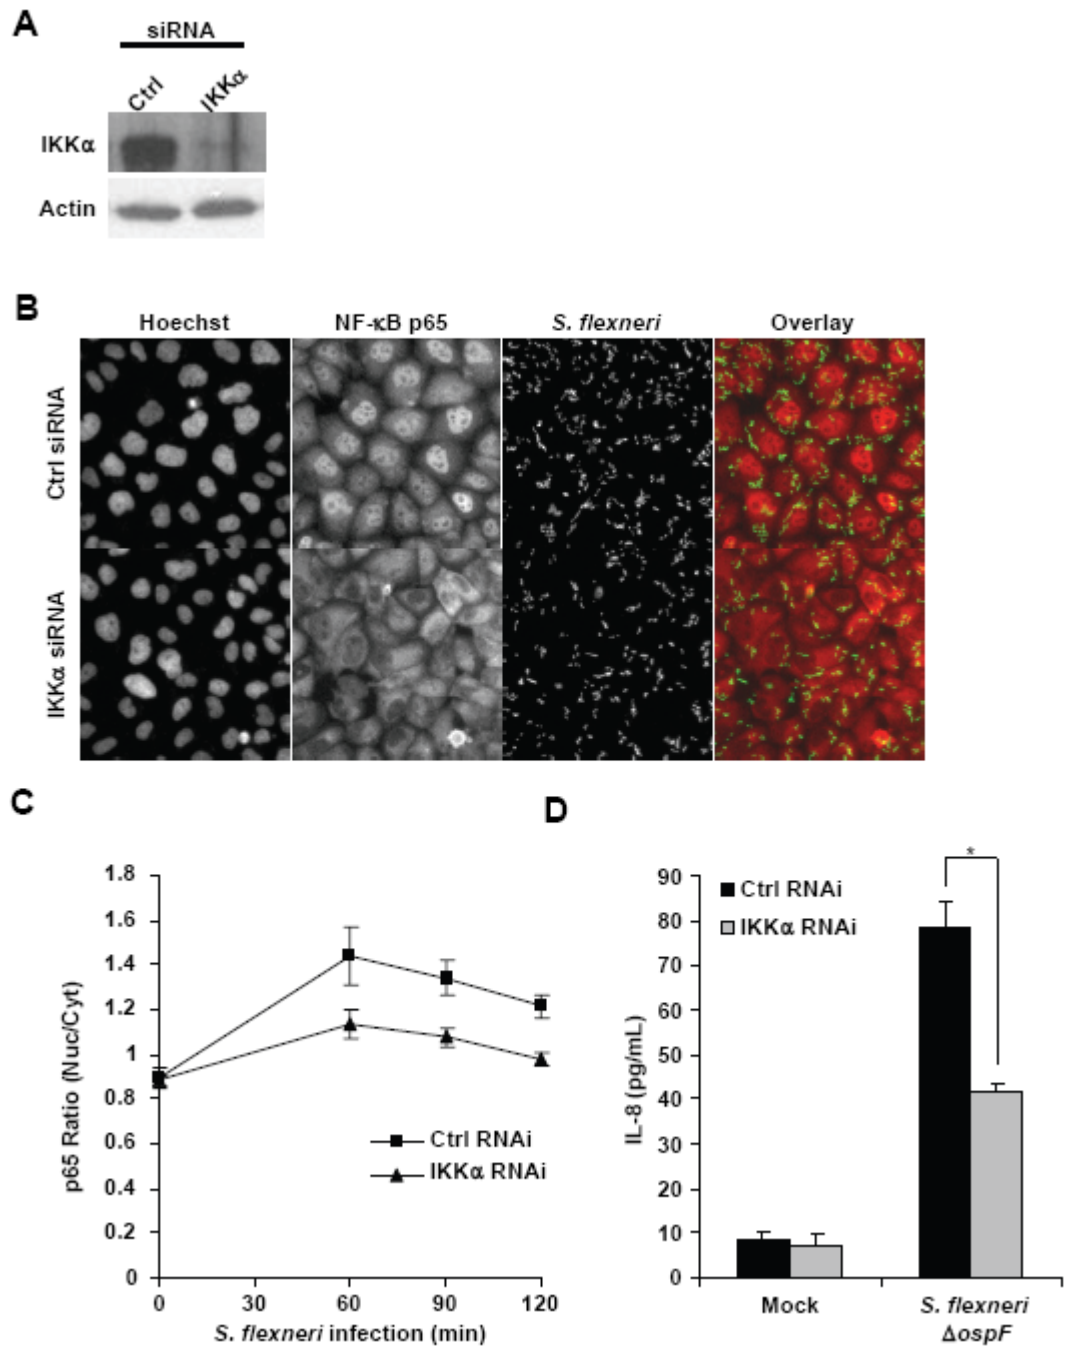 A
siRNA
Ctrl
IKKα
IKKα
Actin
B
Hoechst
NF-κB p65
S. flexneri
Overlay
Ctrl siRNA
IKKα siRNA
C
p65 Ratio (Nuc/Cyt)
1.8
1.6
1.4
1.2
1
0.8
0.6
0.4
0.2
0
Ctrl RNAi
IKKα RNAi
0
30
60
90
120
S. flexneri infection (min)
D
*
IL-8 (pg/mL)
90
80
70
60
50
40
30
20
10
0
Ctrl RNAi
IKKα RNAi
Mock
S. flexneri
ΔospF